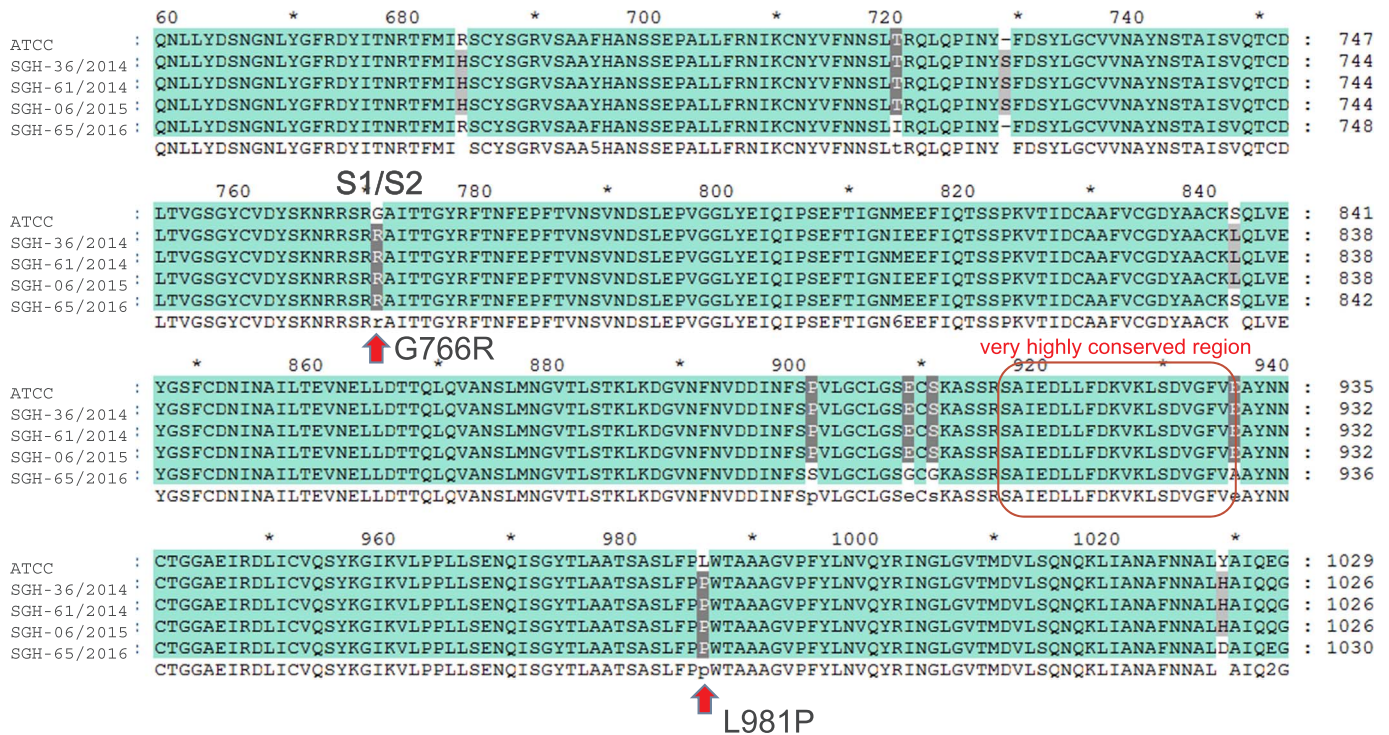 60 * 680 * 700 * 720 * 740 *
ATCC : QNLLYDSNGNLYGFRDYITNRTFMIRSCYSGRVSAAFHANSSEPALLFRNIKCNYVFNNSLTRQLQPINY-FDSYLGCVVNAYNSTAISVQTCD : 747
SGH-36/2014 : QNLLYDSNGNLYGFRDYITNRTFMIHSCYSGRVSAAYHANSSEPALLFRNIKCNYVFNNSLTRQLQPINYSFDSYLGCVVNAYNSTAISVQTCD : 744
SGH-61/2014 : QNLLYDSNGNLYGFRDYITNRTFMIHSCYSGRVSAAYHANSSEPALLFRNIKCNYVFNNSLTRQLQPINYSFDSYLGCVVNAYNSTAISVQTCD : 744
SGH-06/2015 : QNLLYDSNGNLYGFRDYITNRTFMIHSCYSGRVSAAYHANSSEPALLFRNIKCNYVFNNSLTRQLQPINYSFDSYLGCVVNAYNSTAISVQTCD : 744
SGH-65/2016 : QNLLYDSNGNLYGFRDYITNRTFMIRSCYSGRVSAAFHANSSEPALLFRNIKCNYVFNNSLIRQLQPINY-FDSYLGCVVNAYNSTAISVQTCD : 748
QNLLYDSNGNLYGFRDYITNRTFMI SCYSGRVSAA5HANSSEPALLFRNIKCNYVFNNSLtRQLQPINY FDSYLGCVVNAYNSTAISVQTCD
760 S1/S2 * 780 * 800 * 820 * 840
ATCC : LTVGSGYCVDYSKNRRSRGAITTGYRFTNFEPFTVNSVNDSLEPVGGLYEIQIPSEFTIGNMEEFIQTSSPKVTIDCAAFVCGDYAACKSQLVE : 841
SGH-36/2014 : LTVGSGYCVDYSKNRRSRRAITTGYRFTNFEPFTVNSVNDSLEPVGGLYEIQIPSEFTIGNIEEFIQTSSPKVTIDCAAFVCGDYAACKLQLVE : 838
SGH-61/2014 : LTVGSGYCVDYSKNRRSRRAITTGYRFTNFEPFTVNSVNDSLEPVGGLYEIQIPSEFTIGNMEEFIQTSSPKVTIDCAAFVCGDYAACKLQLVE : 838
SGH-06/2015 : LTVGSGYCVDYSKNRRSRRAITTGYRFTNFEPFTVNSVNDSLEPVGGLYEIQIPSEFTIGNIEEFIQTSSPKVTIDCAAFVCGDYAACKLQLVE : 838
SGH-65/2016 : LTVGSGYCVDYSKNRRSRRAITTGYRFTNFEPFTVNSVNDSLEPVGGLYEIQIPSEFTIGNMEEFIQTSSPKVTIDCAAFVCGDYAACKSQLVE : 842
LTVGSGYCVDYSKNRRSRrAITTGYRFTNFEPFTVNSVNDSLEPVGGLYEIQIPSEFTIGN6EEFIQTSSPKVTIDCAAFVCGDYAACK QLVE
G766R
very highly conserved region
* 860 * 880 * 900 * 920 * 940
ATCC : YGSFCDNINAILTEVNELLDTTQLQVANSLMNGVTLSTKLKDGVNFNVDDINFSPVLGCLGSECSKASSRSAIEDLLFDKVKLSDVGFVEAYNN : 935
SGH-36/2014 : YGSFCDNINAILTEVNELLDTTQLQVANSLMNGVTLSTKLKDGVNFNVDDINFSPVLGCLGSECSKASSRSAIEDLLFDKVKLSDVGFVEAYNN : 932
SGH-61/2014 : YGSFCDNINAILTEVNELLDTTQLQVANSLMNGVTLSTKLKDGVNFNVDDINFSPVLGCLGSECSKASSRSAIEDLLFDKVKLSDVGFVEAYNN : 932
SGH-06/2015 : YGSFCDNINAILTEVNELLDTTQLQVANSLMNGVTLSTKLKDGVNFNVDDINFSPVLGCLGSECSKASSRSAIEDLLFDKVKLSDVGFVEAYNN : 932
SGH-65/2016 : YGSFCDNINAILTEVNELLDTTQLQVANSLMNGVTLSTKLKDGVNFNVDDINFSSVLGCLGSGCGKASSRSAIEDLLFDKVKLSDVGFVAAYNN : 936
YGSFCDNINAILTEVNELLDTTQLQVANSLMNGVTLSTKLKDGVNFNVDDINFSpVLGCLGSeCsKASSRSAIEDLLFDKVKLSDVGFVeAYNN
* 960 * 980 * 1000 * 1020 *
ATCC : CTGGAEIRDLICVQSYKGIKVLPPLLSENQISGYTLAATSASLFPLWTAAAGVPFYLNVQYRINGLGVTMDVLSQNQKLIANAFNNALYAIQEG : 1029
SGH-36/2014 : CTGGAEIRDLICVQSYKGIKVLPPLLSENQISGYTLAATSASLFPPWTAAAGVPFYLNVQYRINGLGVTMDVLSQNQKLIANAFNNALHAIQQG : 1026
SGH-61/2014 : CTGGAEIRDLICVQSYKGIKVLPPLLSENQISGYTLAATSASLFPPWTAAAGVPFYLNVQYRINGLGVTMDVLSQNQKLIANAFNNALHAIQQG : 1026
SGH-06/2015 : CTGGAEIRDLICVQSYKGIKVLPPLLSENQISGYTLAATSASLFPPWTAAAGVPFYLNVQYRINGLGVTMDVLSQNQKLIANAFNNALHAIQQG : 1026
SGH-65/2016 : CTGGAEIRDLICVQSYKGIKVLPPLLSENQISGYTLAATSASLFPPWTAAAGVPFYLNVQYRINGLGVTMDVLSQNQKLIANAFNNALDAIQEG : 1030
CTGGAEIRDLICVQSYKGIKVLPPLLSENQISGYTLAATSASLFPpWTAAAGVPFYLNVQYRINGLGVTMDVLSQNQKLIANAFNNAL AIQ2G
L981P